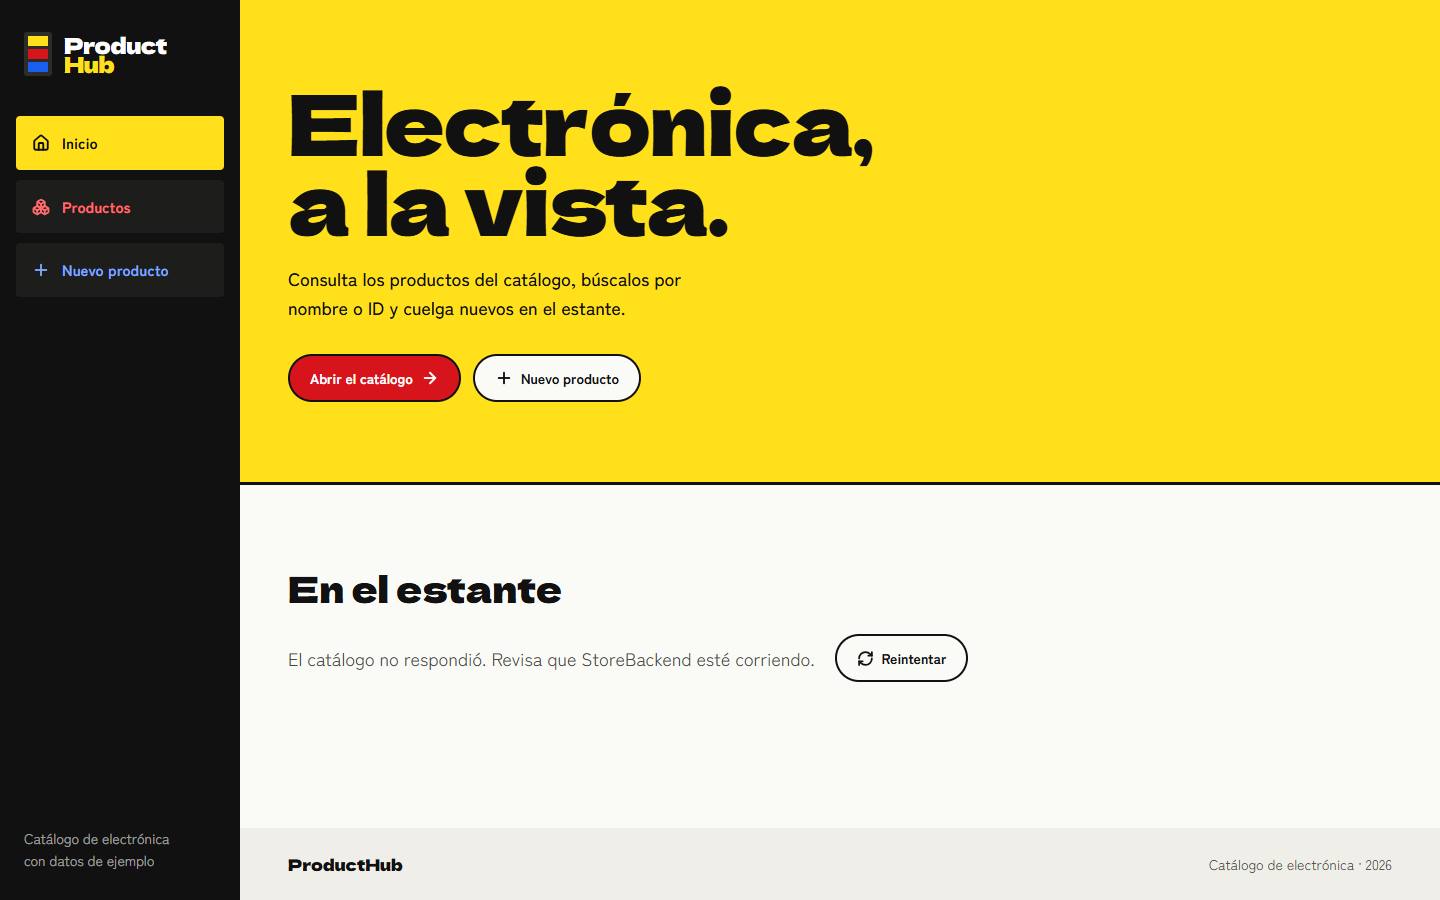 Product
Hub
Inicio
Productos
Nuevo producto
Catálogo de electrónica
con datos de ejemplo
Electrónica,
a la vista.
Consulta los productos del catálogo, búscalos por
nombre o ID y cuelga nuevos en el estante.
Abrir el catálogo
Nuevo producto
En el estante
El catálogo no respondió. Revisa que StoreBackend esté corriendo.
Reintentar
ProductHub
Catálogo de electrónica · 2026